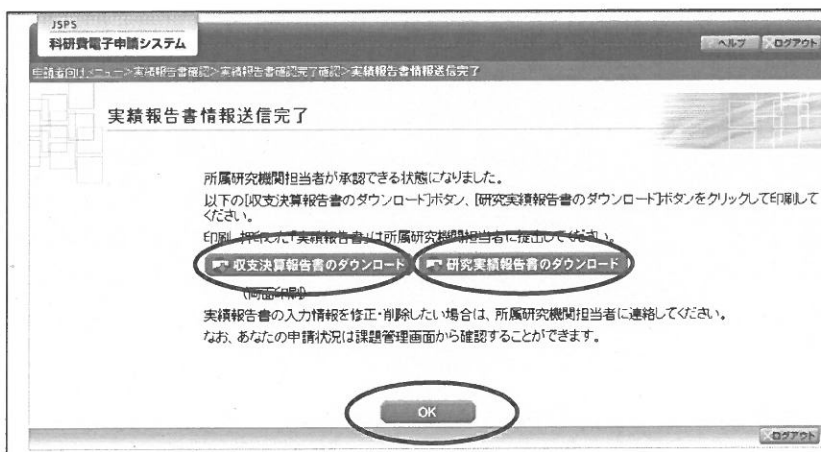 JSPS
科研費電子申請システム
ヘルプ ログアウト
申請者向けメニュー>実績報告書確認>実績報告書確認完了確認>実績報告書情報送信完了
実績報告書情報送信完了
所属研究機関担当者が承認できる状態になりました。
以下の[収支決算報告書のダウンロード]ボタン、[研究実績報告書のダウンロード]ボタンをクリックして印刷して
ください。
印刷、押印した「実績報告書」は所属研究機関担当者に提出してください。
収支決算報告書のダウンロード 研究実績報告書のダウンロード
(両面印刷)
実績報告書の入力情報を修正・削除したい場合は、所属研究機関担当者に連絡してください。
なお、あなたの申請状況は課題管理画面から確認することができます。
OK
ログアウト